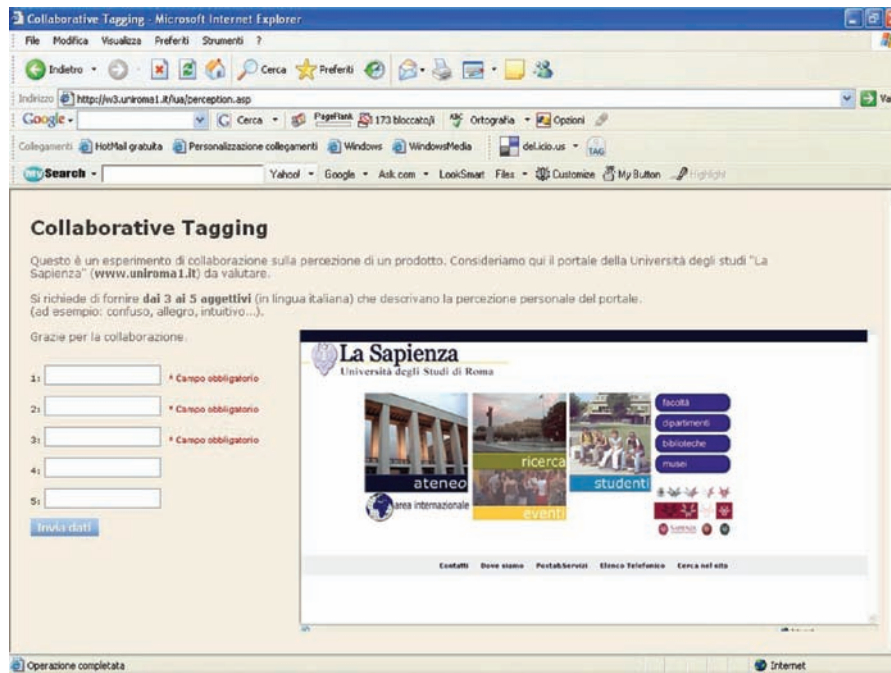 Collaborative Tagging - Microsoft Internet Explorer
File Modifica Visualizza Preferiti Strumenti ?
Indietro Cerca Preferiti
Indirizzo http://w3.uniroma1.it/lua/perception.asp Va
Google Cerca PageRank 173 bloccato/i ABC Ortografia Opzioni
Collegamenti HotMail gratuita Personalizzazione collegamenti Windows WindowsMedia del.icio.us TAG
my Search Yahoo! Google Ask.com LookSmart Files Customize My Button Highlight
Collaborative Tagging
Questo è un esperimento di collaborazione sulla percezione di un prodotto. Consideriamo qui il portale della Università degli studi "La
Sapienza" (www.uniroma1.it) da valutare.
Si richiede di fornire dai 3 ai 5 aggettivi (in lingua italiana) che descrivano la percezione personale del portale.
(ad esempio: confuso, allegro, intuitivo...).
Grazie per la collaborazione.
1: * Campo obbligatorio
2: * Campo obbligatorio
3: * Campo obbligatorio
4:
5:
Invia dati
La Sapienza
Università degli Studi di Roma
ateneo
ricerca
eventi
studenti
facoltà
dipartimenti
biblioteche
musei
area internazionale
SAPIENZA
Contatti Dove siamo Posta&Servizi Elenco Telefonico Cerca nel sito
Operazione completata Internet